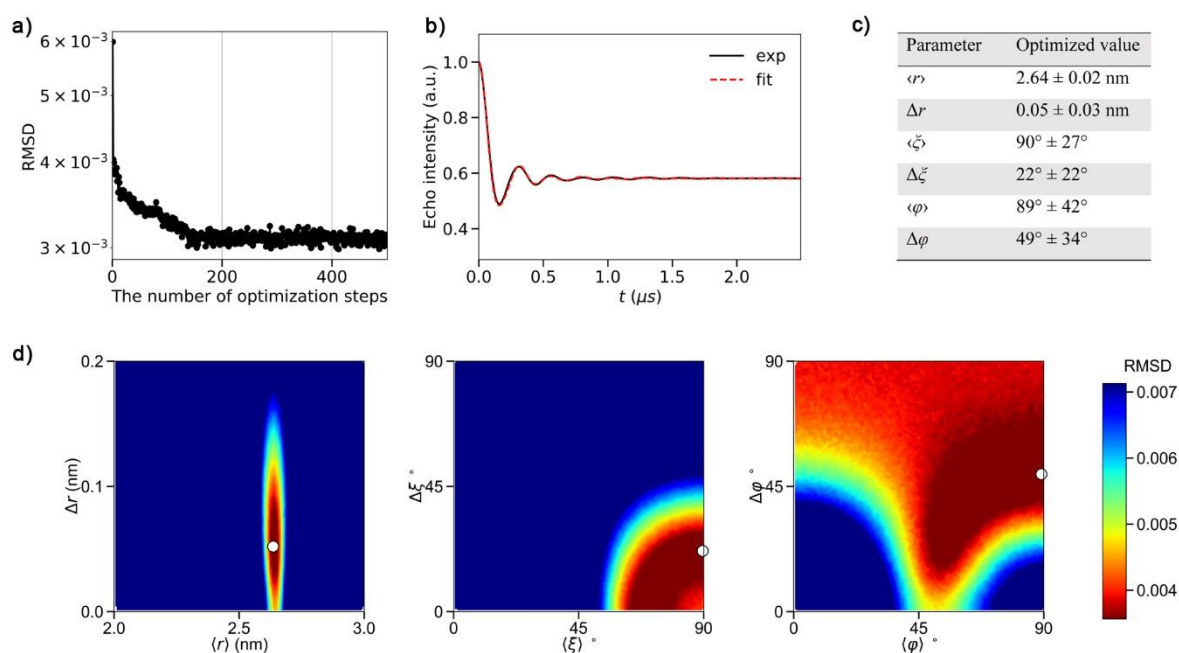 a)
6 × 10⁻³
5 × 10⁻³
4 × 10⁻³
3 × 10⁻³
RMSD
0
200
400
The number of optimization steps
b)
1.0
0.8
0.6
0.4
Echo intensity (a.u.)
exp
fit
0.0
0.5
1.0
1.5
2.0
t (μs)
c)
Parameter Optimized value
‹r› 2.64 ± 0.02 nm
Δr 0.05 ± 0.03 nm
‹ξ› 90° ± 27°
Δξ 22° ± 22°
‹φ› 89° ± 42°
Δφ 49° ± 34°
d)
0.2
0.1
0.0
Δr (nm)
2.0
2.5
3.0
⟨r⟩ (nm)
90
45
0
Δξ °
0
45
90
⟨ξ⟩ °
90
45
0
Δφ °
0
45
90
⟨φ⟩ °
RMSD
0.007
0.006
0.005
0.004